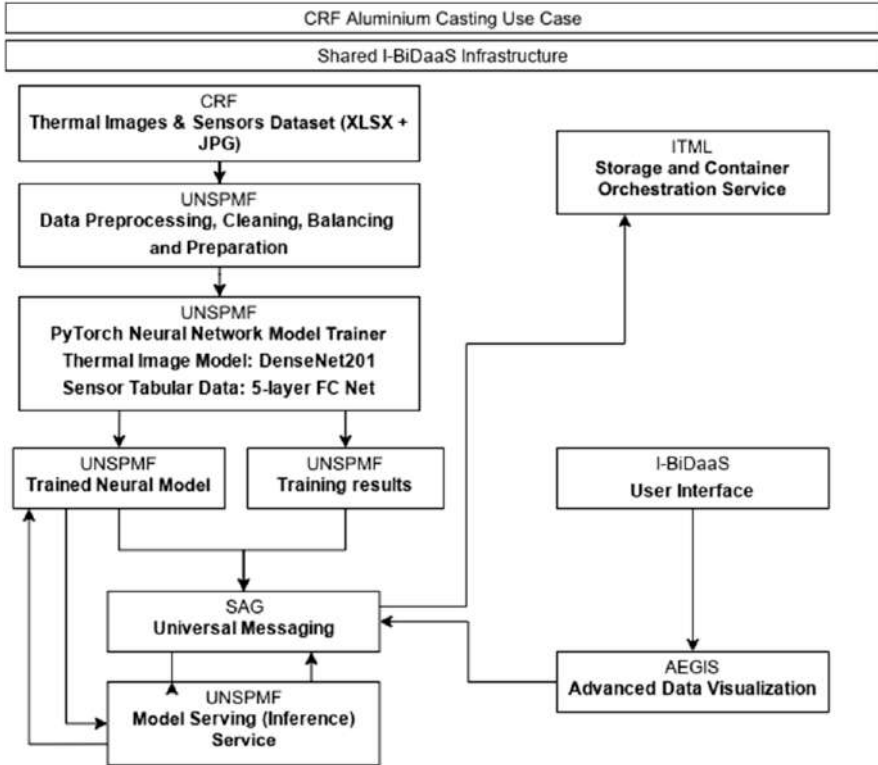 CRF Aluminium Casting Use Case
Shared I-BiDaaS Infrastructure
CRF
Thermal Images & Sensors Dataset (XLSX +
JPG)
UNSPMF
Data Preprocessing, Cleaning, Balancing
and Preparation
UNSPMF
PyTorch Neural Network Model Trainer
Thermal Image Model: DenseNet201
Sensor Tabular Data: 5-layer FC Net
UNSPMF
Trained Neural Model
UNSPMF
Training results
SAG
Universal Messaging
UNSPMF
Model Serving (Inference)
Service
ITML
Storage and Container
Orchestration Service
I-BiDaaS
User Interface
AEGIS
Advanced Data Visualization